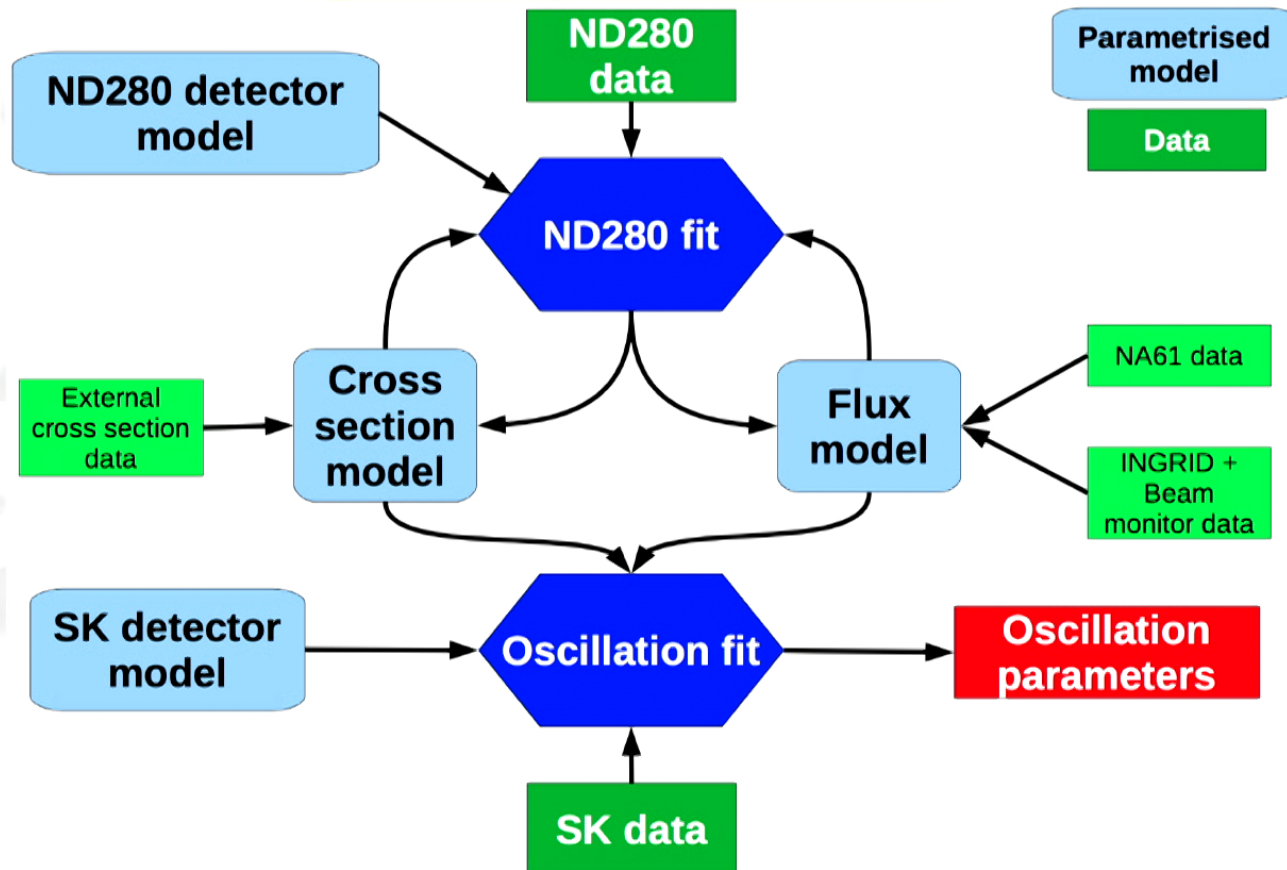 ND280
data
Parametrised
model
ND280 detector
model
Data
ND280 fit
NA61 data
Cross
section
model
External
cross section
data
Flux
model
INGRID +
Beam
monitor data
SK detector
model
Oscillation fit
Oscillation
parameters
SK data